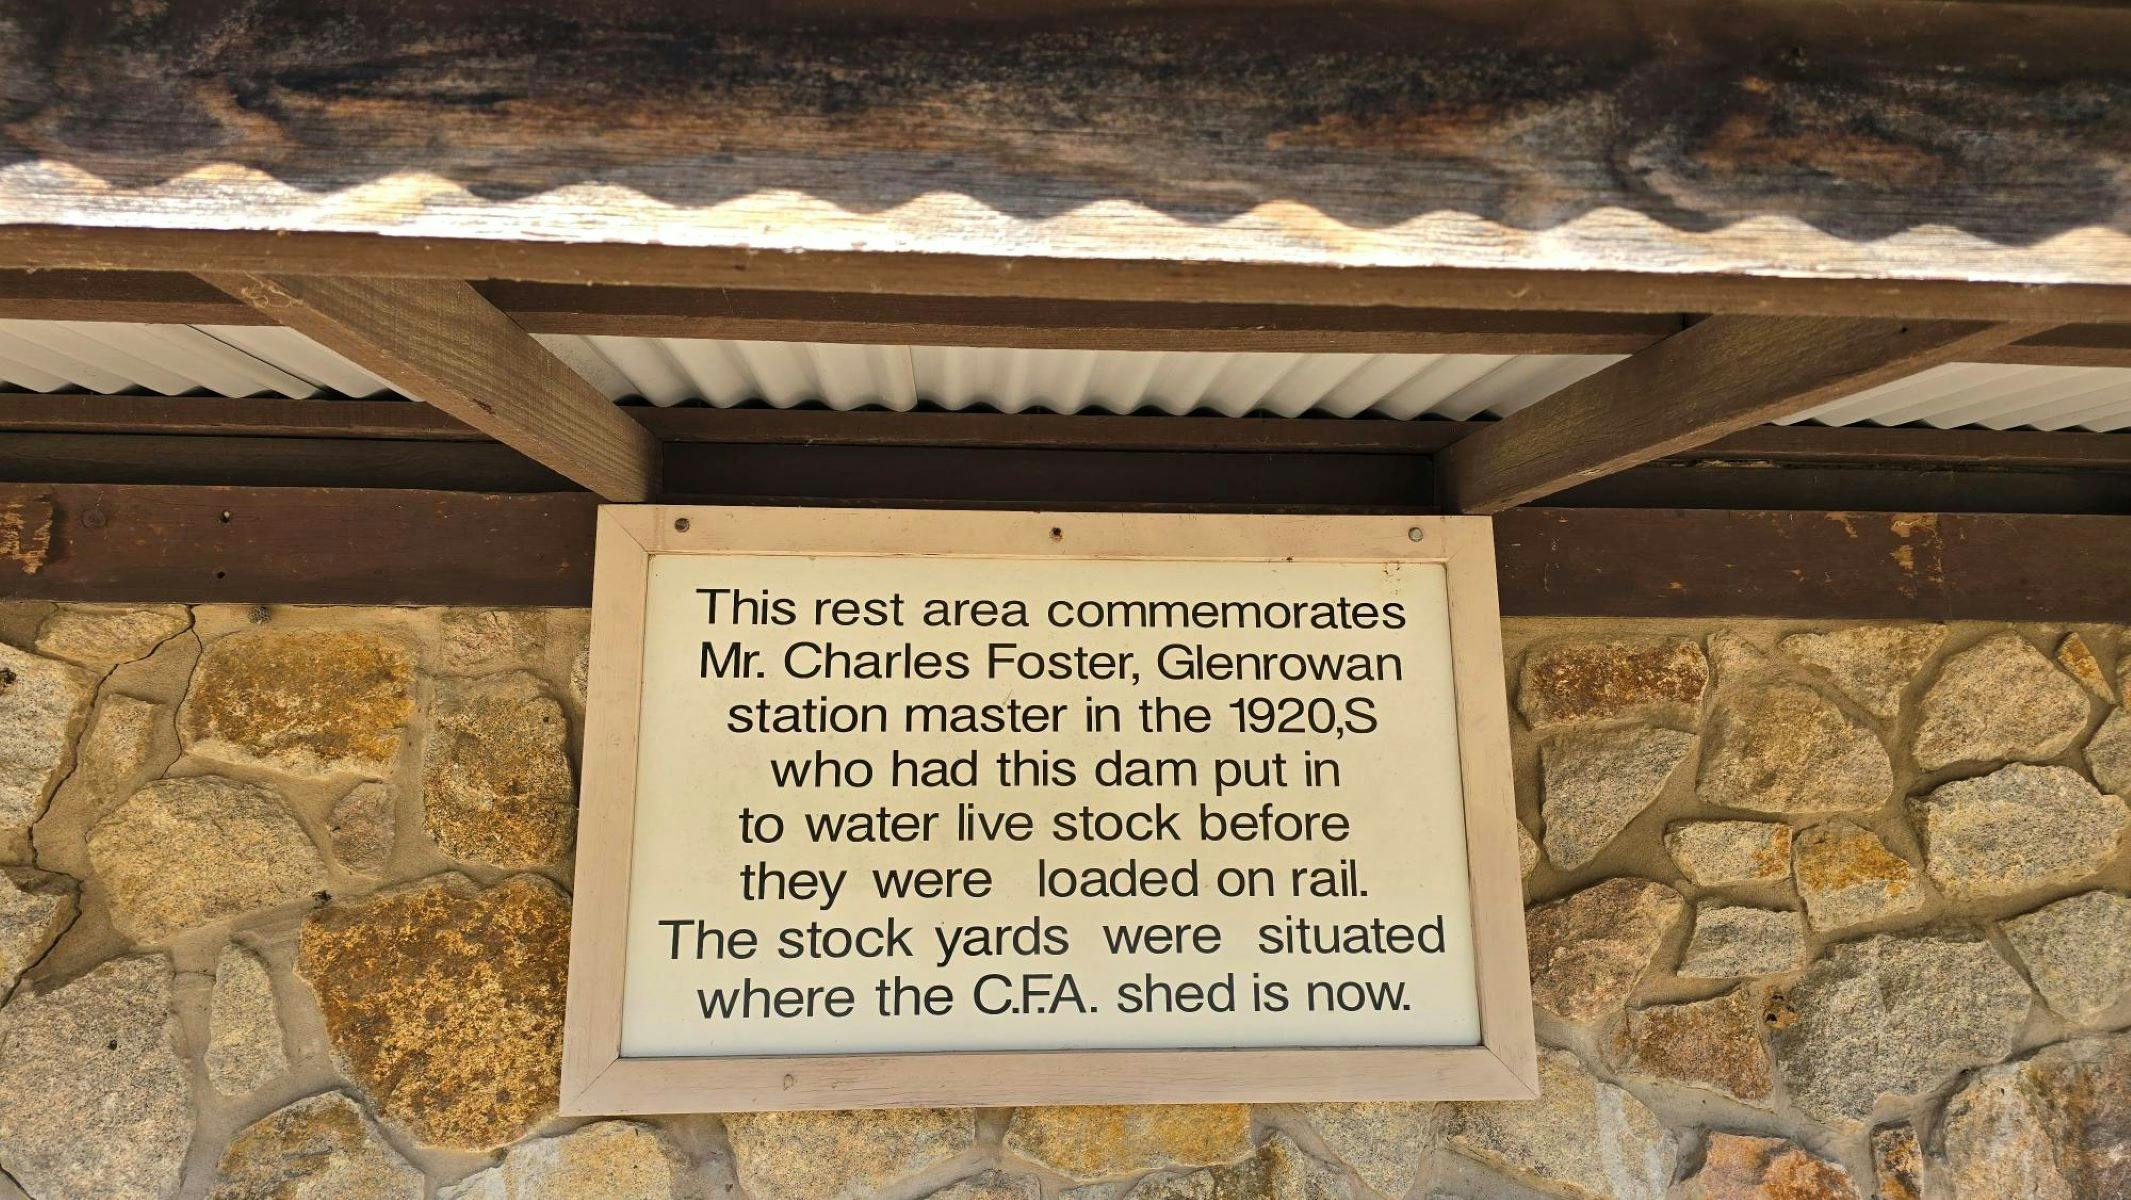 This rest area commemorates
Mr. Charles Foster, Glenrowan
station master in the 1920,S
who had this dam put in
to water live stock before
they were loaded on rail.
The stock yards were situated
where the C.F.A. shed is now.